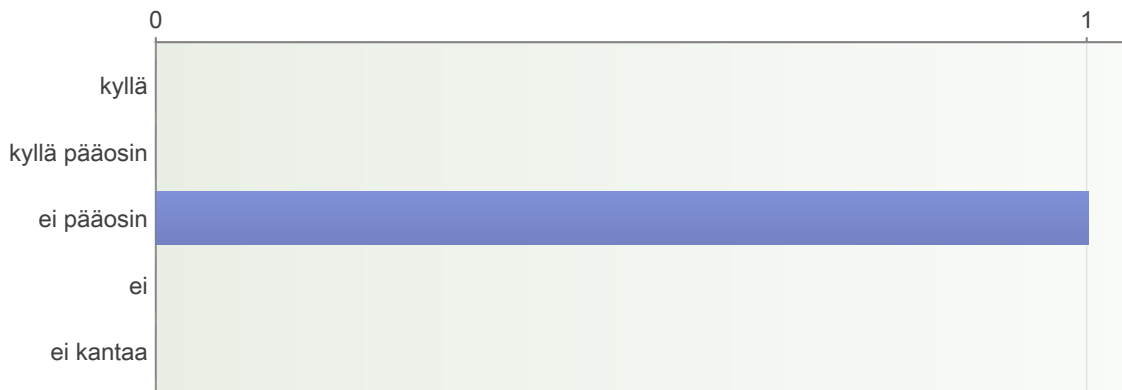 0 1
kyllä
kyllä pääosin
ei pääosin
ei
ei kantaa